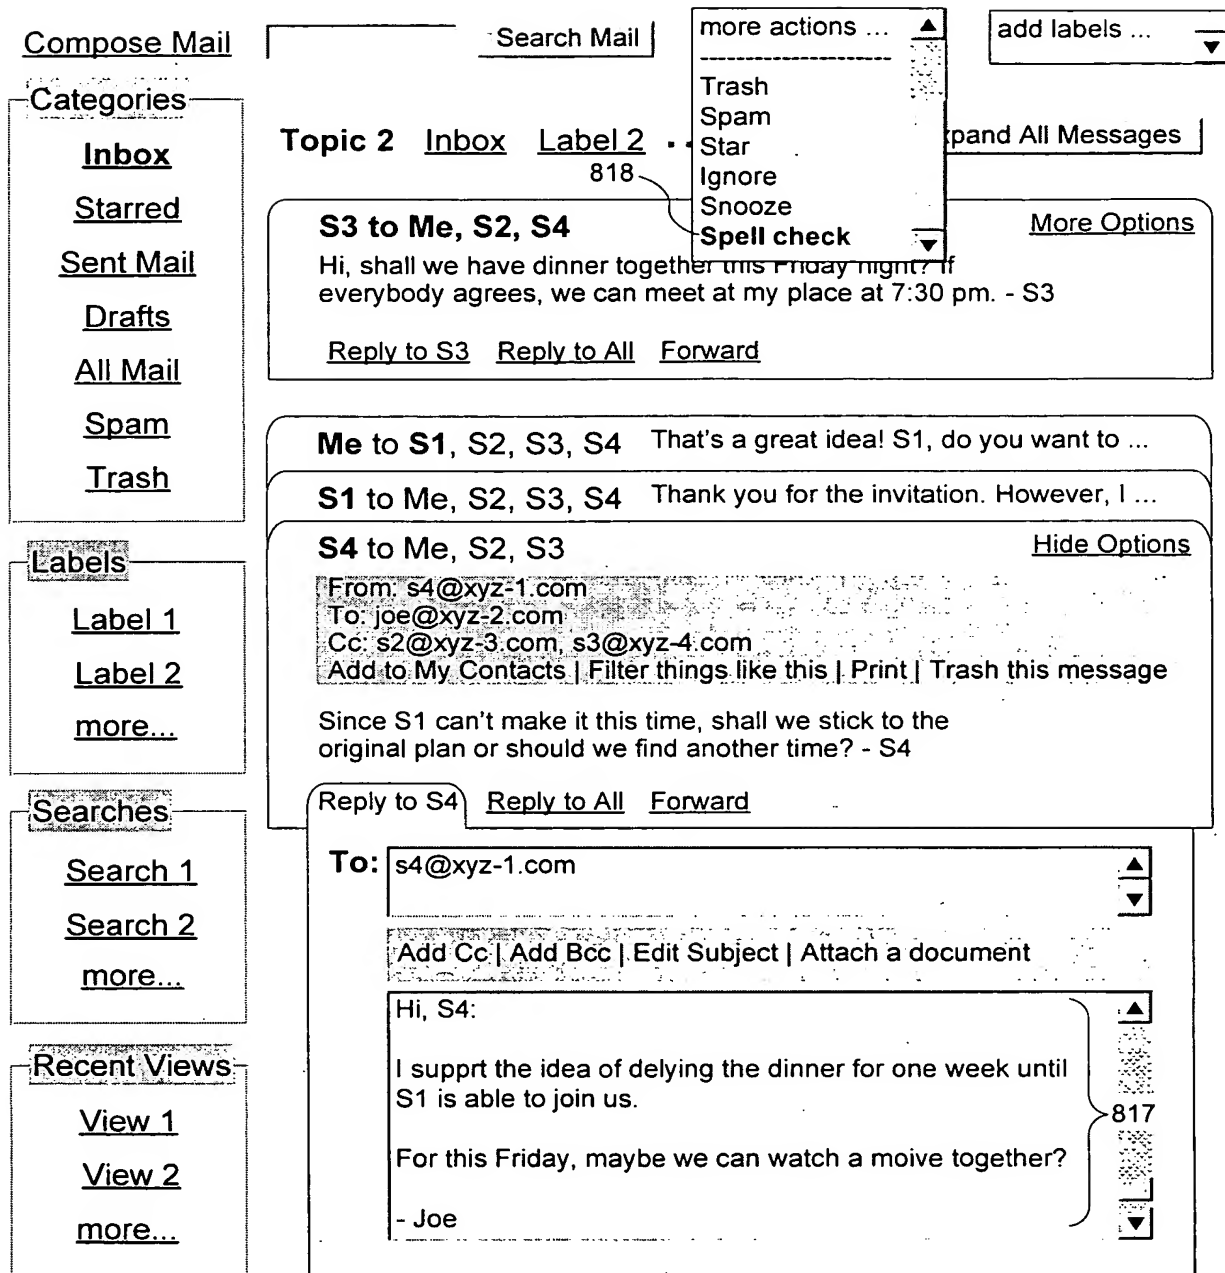 Compose Mail
Search Mail
more actions ...
add labels ...
Trash
Spam
Star
Ignore
Snooze
Spell check
818
Categories
Inbox
Starred
Sent Mail
Drafts
All Mail
Spam
Trash
Labels
Label 1
Label 2
more...
Searches
Search 1
Search 2
more...
Recent Views
View 1
View 2
more...
Topic 2 Inbox Label 2
pand All Messages
S3 to Me, S2, S4
More Options
Hi, shall we have dinner together this Friday night? If
everybody agrees, we can meet at my place at 7:30 pm. - S3
Reply to S3 Reply to All Forward
Me to S1, S2, S3, S4 That's a great idea! S1, do you want to ...
S1 to Me, S2, S3, S4 Thank you for the invitation. However, I ...
S4 to Me, S2, S3
Hide Options
From: s4@xyz-1.com
To: joe@xyz-2.com
Cc: s2@xyz-3.com, s3@xyz-4.com
Add to My Contacts | Filter things like this | Print | Trash this message
Since S1 can't make it this time, shall we stick to the
original plan or should we find another time? - S4
Reply to S4 Reply to All Forward
To: s4@xyz-1.com
Add Cc | Add Bcc | Edit Subject | Attach a document
Hi, S4:
I supprt the idea of delying the dinner for one week until
S1 is able to join us.
817
For this Friday, maybe we can watch a moive together?
- Joe